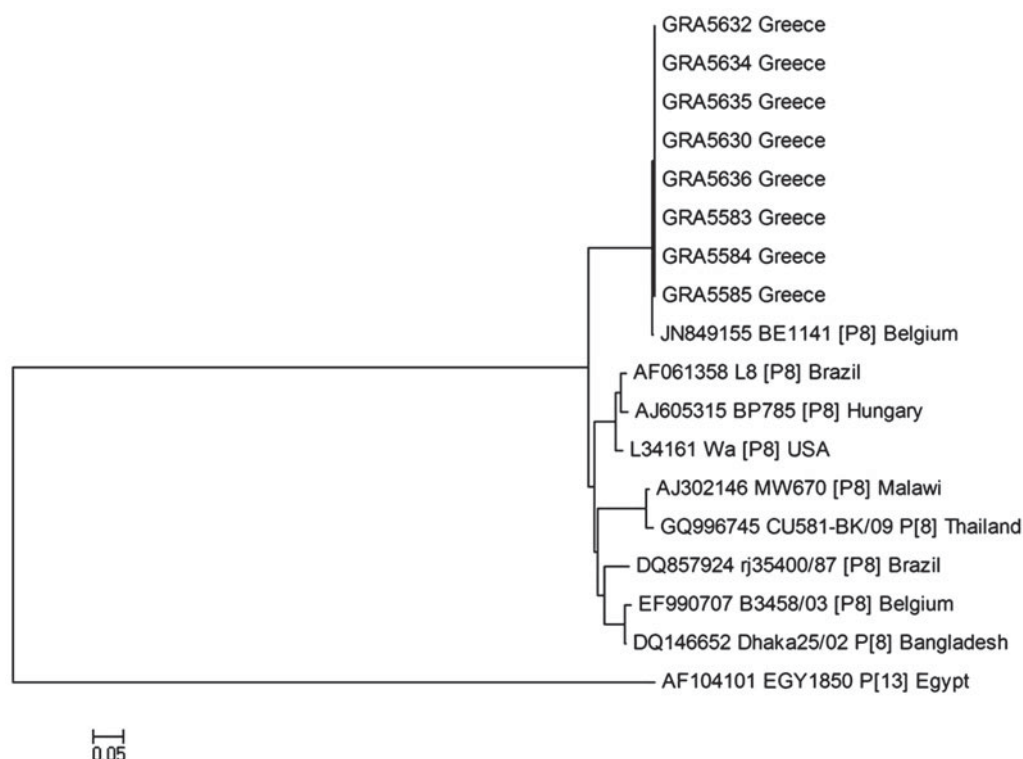 GRA5632 Greece
GRA5634 Greece
GRA5635 Greece
GRA5630 Greece
GRA5636 Greece
GRA5583 Greece
GRA5584 Greece
GRA5585 Greece
JN849155 BE1141 [P8] Belgium
AF061358 L8 [P8] Brazil
AJ605315 BP785 [P8] Hungary
L34161 Wa [P8] USA
AJ302146 MW670 [P8] Malawi
GQ996745 CU581-BK/09 P[8] Thailand
DQ857924 rj35400/87 [P8] Brazil
EF990707 B3458/03 [P8] Belgium
DQ146652 Dhaka25/02 P[8] Bangladesh
AF104101 EGY1850 P[13] Egypt
0.05